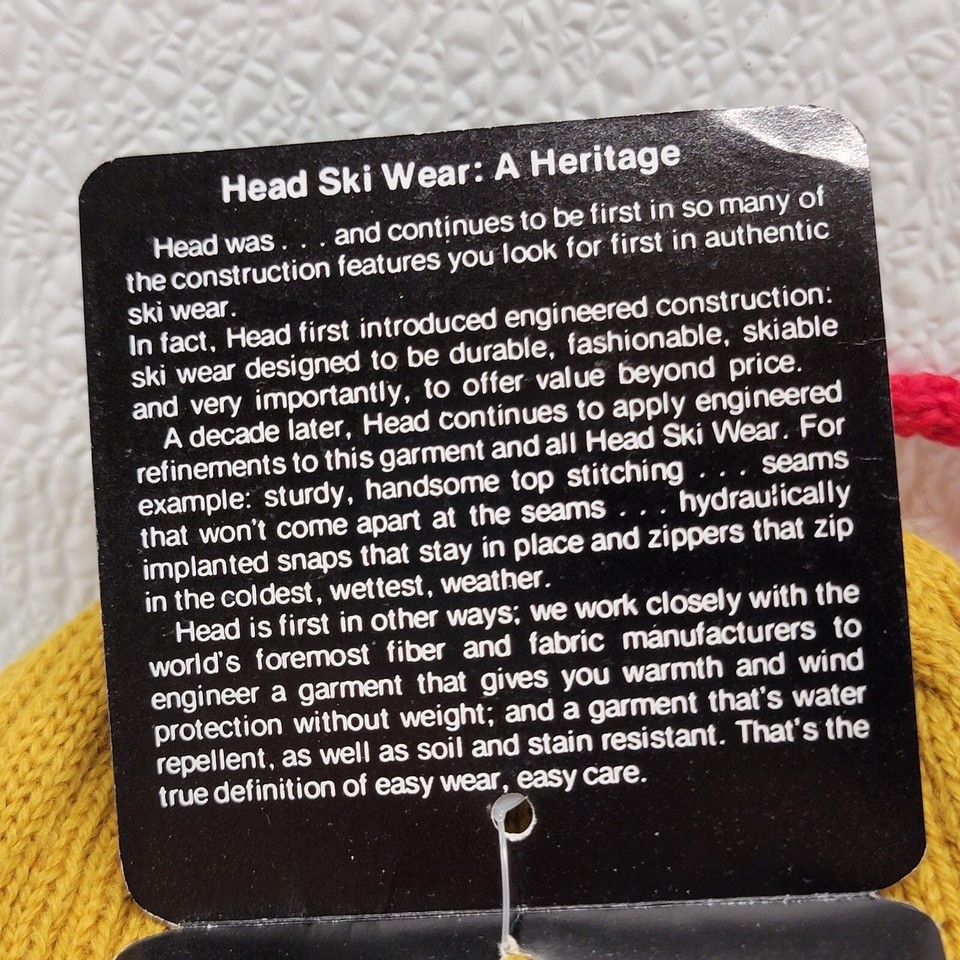 Head Ski Wear: A Heritage
Head was . . . and continues to be first in so many of
the construction features you look for first in authentic
ski wear.
In fact, Head first introduced engineered construction:
ski wear designed to be durable, fashionable, skiable
and very importantly, to offer value beyond price.
A decade later, Head continues to apply engineered
refinements to this garment and all Head Ski Wear. For
example: sturdy, handsome top stitching . . . seams
that won't come apart at the seams . . . hydraulically
implanted snaps that stay in place and zippers that zip
in the coldest, wettest, weather.
Head is first in other ways; we work closely with the
world's foremost fiber and fabric manufacturers to
engineer a garment that gives you warmth and wind
protection without weight; and a garment that's water
repellent, as well as soil and stain resistant. That's the
true definition of easy wear, easy care.